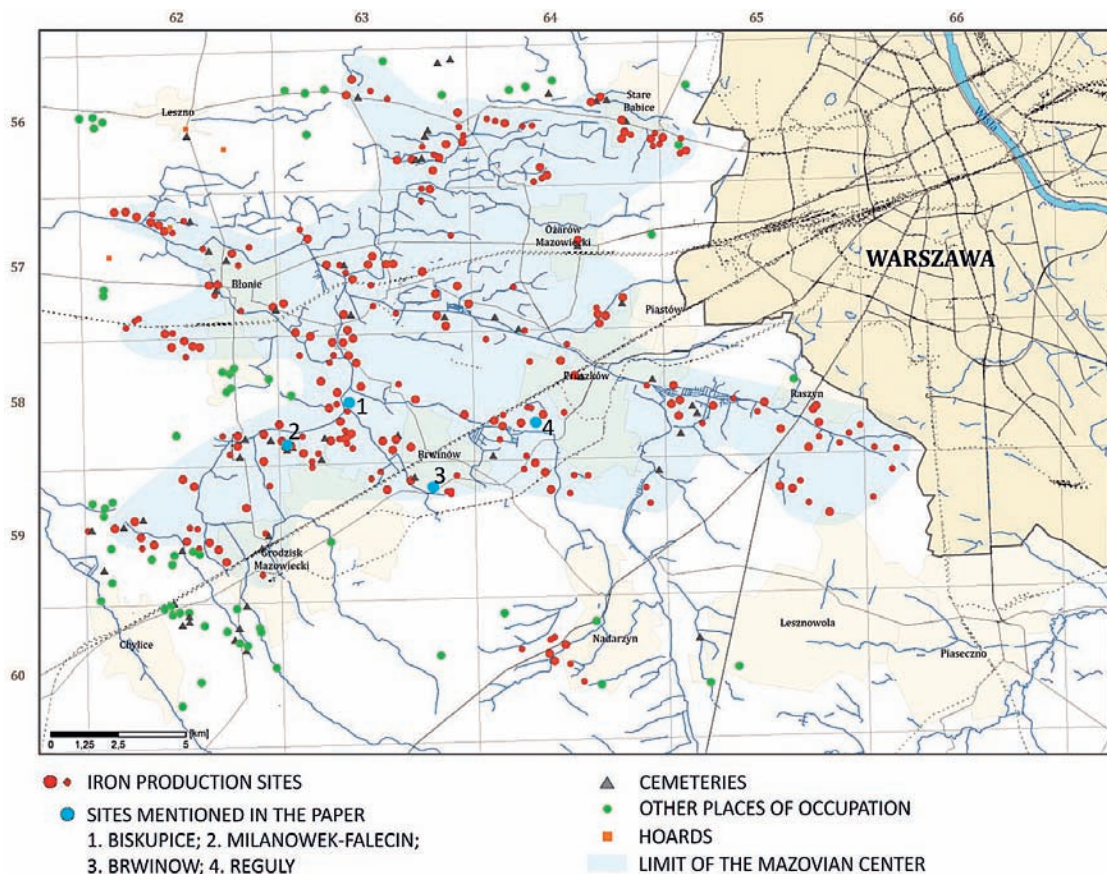 62 63 64 65 66
56
57
58
59
60
Leszno
Stare
Babice
Wisła
Ożarów
Mazowiecki
WARSZAWA
Błonie
Piastów
Pruszków
Raszyn
1
2
4
Brwinów
3
Grodzisk
Mazowiecki
Chylice
Nadarzyn
Lesznowola
Piaseczno
0 1,25 2,5 5 [km]
IRON PRODUCTION SITES
SITES MENTIONED IN THE PAPER
1. BISKUPICE; 2. MILANOWEK-FALECIN;
3. BRWINOW; 4. REGULY
CEMETERIES
OTHER PLACES OF OCCUPATION
HOARDS
LIMIT OF THE MAZOVIAN CENTER